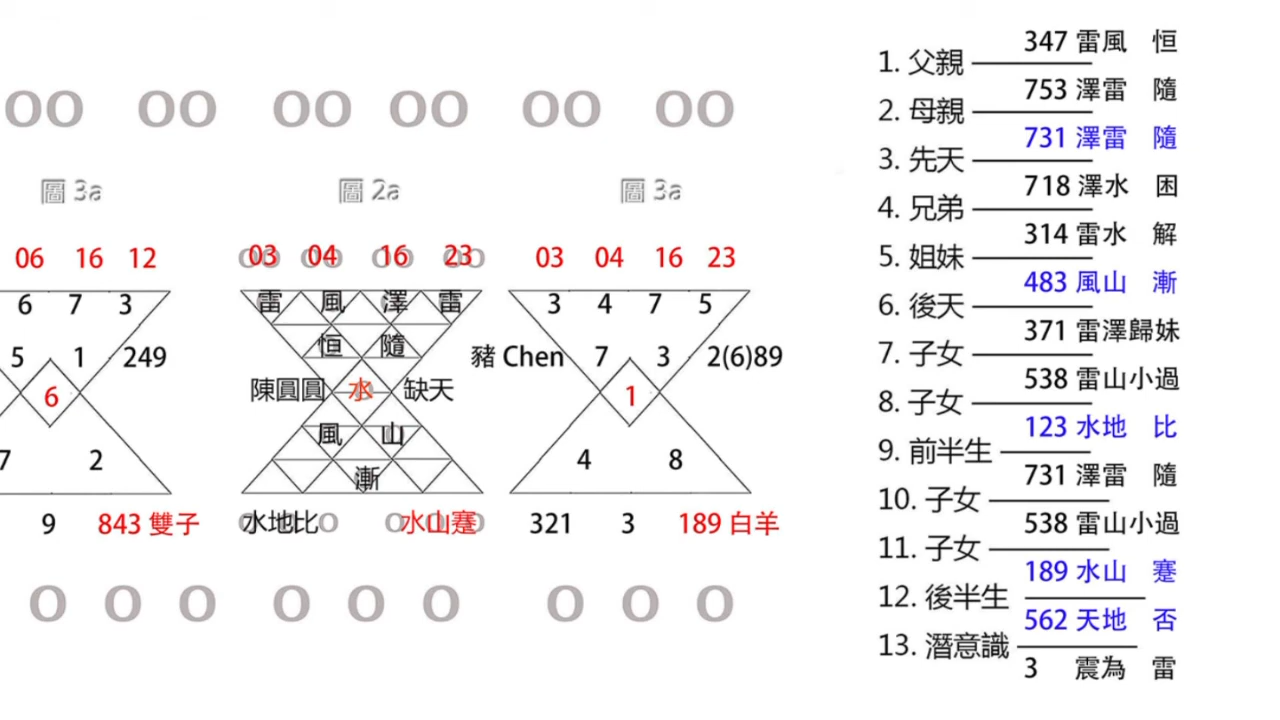 OO OO OO OO OO OO
圖 3a 圖 2a 圖 3a
06 16 12
6 7 3
5 1 249
6
7 2
9 843 雙子
03 04 16 23
雷 風 澤 雷
恒 隨
陳圓圓 水 缺天
風 山
漸
水地比 水山蹇
03 04 16 23
3 4 7 5
豬 Chen 7 3 2(6)89
1
4 8
321 3 189 白羊
O O O O O O O O O
347 雷風 恒
1. 父親
753 澤雷 隨
2. 母親
731 澤雷 隨
3. 先天
718 澤水 困
4. 兄弟
314 雷水 解
5. 姐妹
483 風山 漸
6. 後天
371 雷澤歸妹
7. 子女
538 雷山小過
8. 子女
123 水地 比
9. 前半生
731 澤雷 隨
10. 子女
538 雷山小過
11. 子女
189 水山 蹇
12. 後半生
562 天地 否
13. 潛意識
3 震為 雷